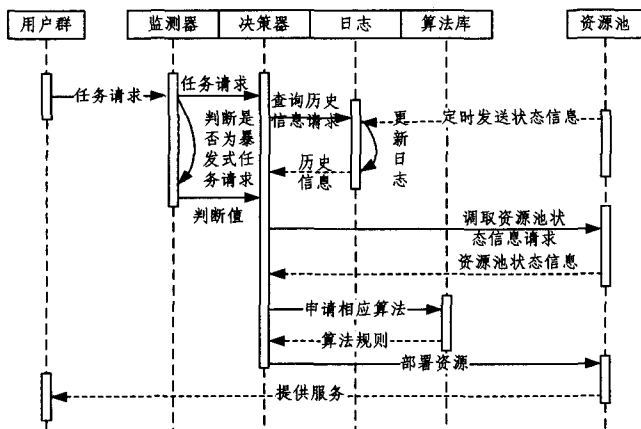 用户群 监测器 决策器 日志 算法库 资源池
任务请求
任务请求
判断是
否为暴
发式任
务请求
判断值
查询历史
信息请求
更新日志
定时发送状态信息
历史
信息
调取资源池状
态信息请求
资源池状态信息
申请相应算法
算法规则
部署资源
提供服务